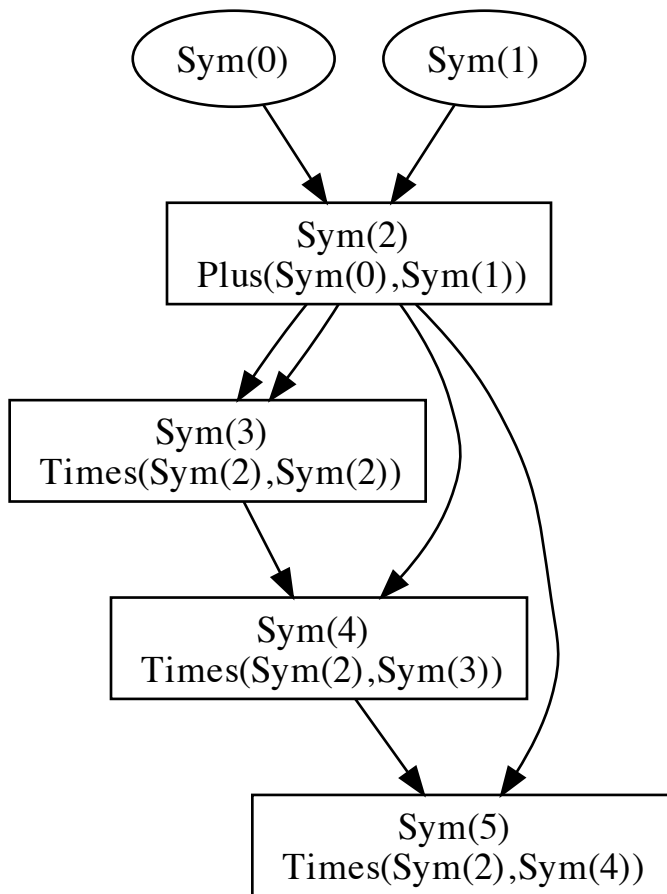 Sym(0)
Sym(1)
Sym(2)
Plus(Sym(0),Sym(1))
Sym(3)
Times(Sym(2),Sym(2))
Sym(4)
Times(Sym(2),Sym(3))
Sym(5)
Times(Sym(2),Sym(4))